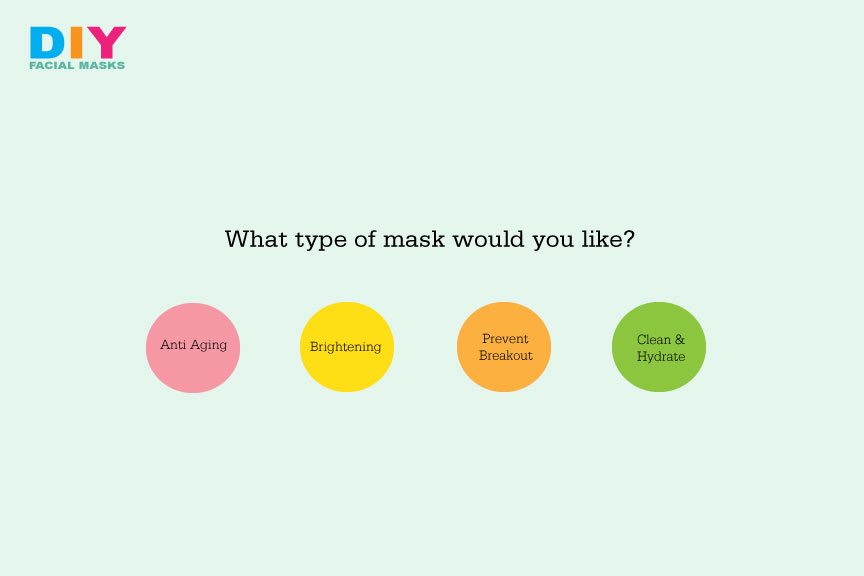 DIY
FACIAL MASKS
What type of mask would you like?
Anti Aging
Brightening
Prevent
Breakout
Clean &
Hydrate